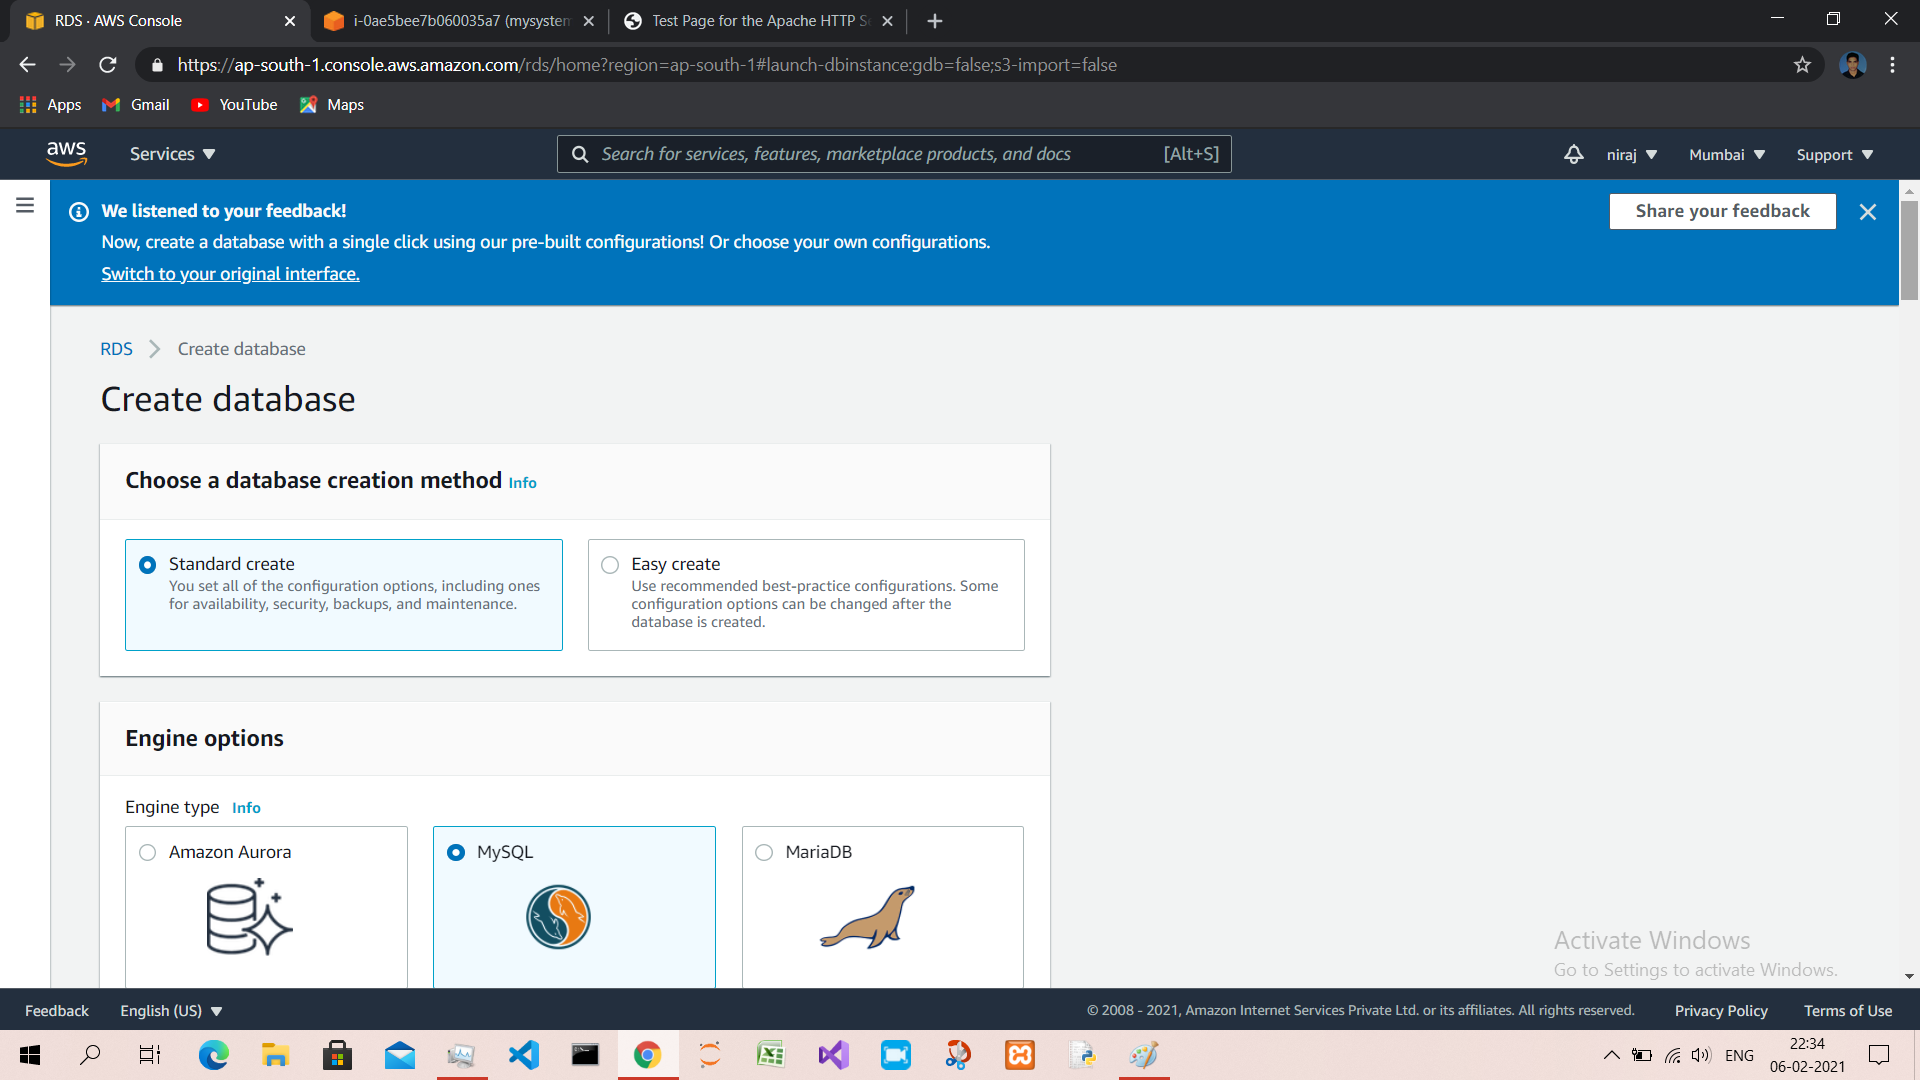 RDS · AWS Console
i-0ae5bee7b060035a7 (mysystem
Test Page for the Apache HTTP Se
https://ap-south-1.console.aws.amazon.com/rds/home?region=ap-south-1#launch-dbinstance:gdb=false;s3-import=false
Apps
Gmail
YouTube
Maps
aws
Services
Search for services, features, marketplace products, and docs
[Alt+S]
niraj
Mumbai
Support
We listened to your feedback!
Now, create a database with a single click using our pre-built configurations! Or choose your own configurations.
Switch to your original interface.
Share your feedback
RDS
Create database
Create database
Choose a database creation method Info
Standard create
You set all of the configuration options, including ones
for availability, security, backups, and maintenance.
Easy create
Use recommended best-practice configurations. Some
configuration options can be changed after the
database is created.
Engine options
Engine type Info
Amazon Aurora
MySQL
MariaDB
Activate Windows
Go to Settings to activate Windows.
Feedback
English (US)
© 2008 - 2021, Amazon Internet Services Private Ltd. or its affiliates. All rights reserved.
Privacy Policy
Terms of Use
ENG
22:34
06-02-2021